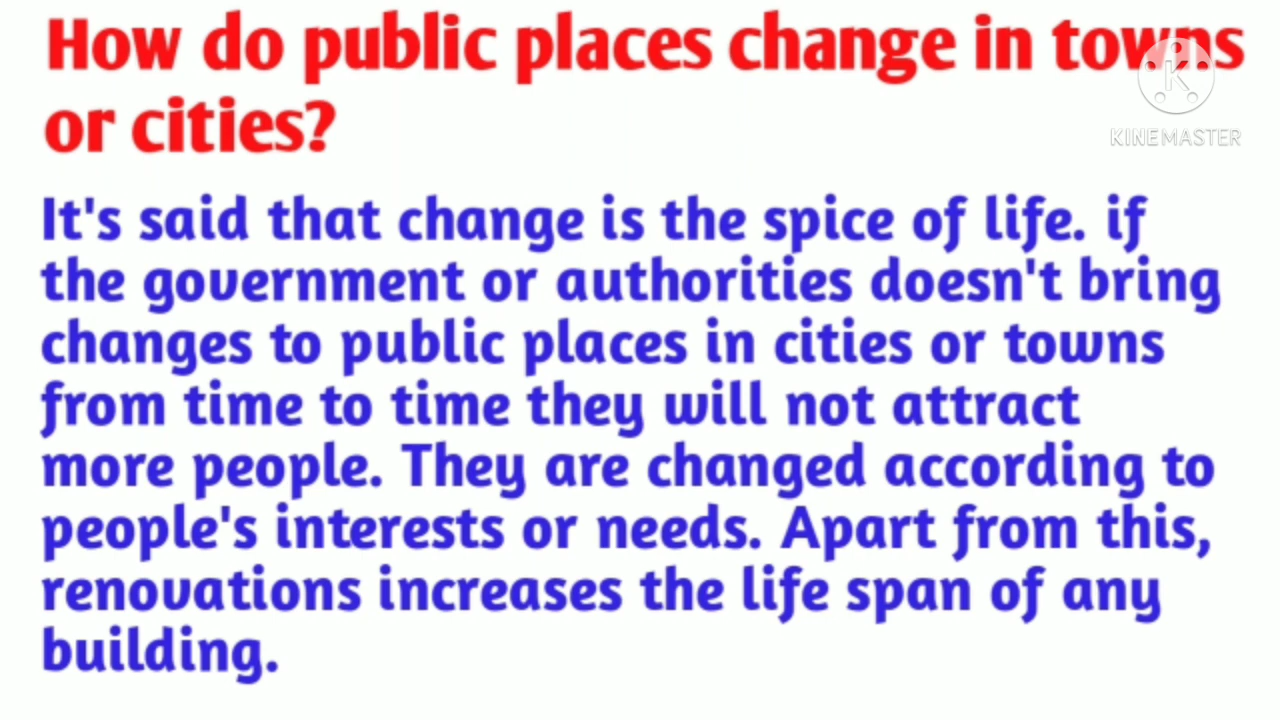 How do public places change in towns
or cities?
K
KINEMASTER
It's said that change is the spice of life. if
the government or authorities doesn't bring
changes to public places in cities or towns
from time to time they will not attract
more people. They are changed according to
people's interests or needs. Apart from this,
renovations increases the life span of any
building.